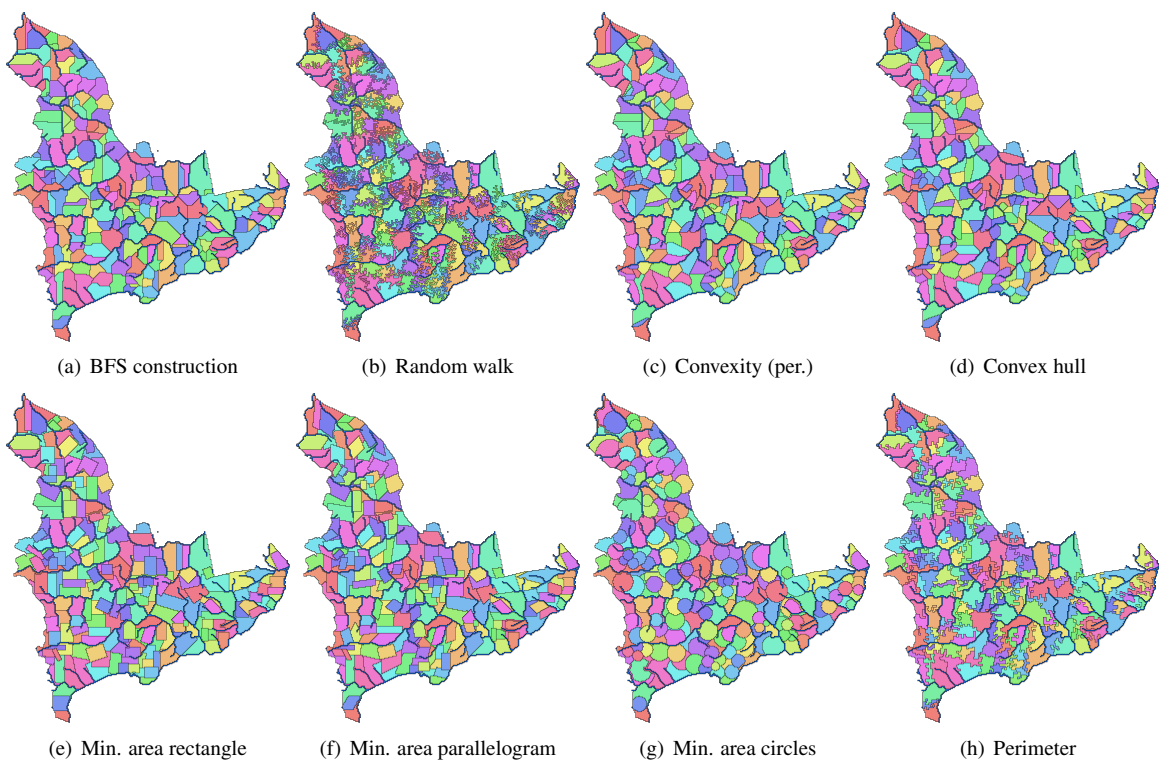 (a) BFS construction
(b) Random walk
(c) Convexity (per.)
(d) Convex hull
(e) Min. area rectangle
(f) Min. area parallelogram
(g) Min. area circles
(h) Perimeter